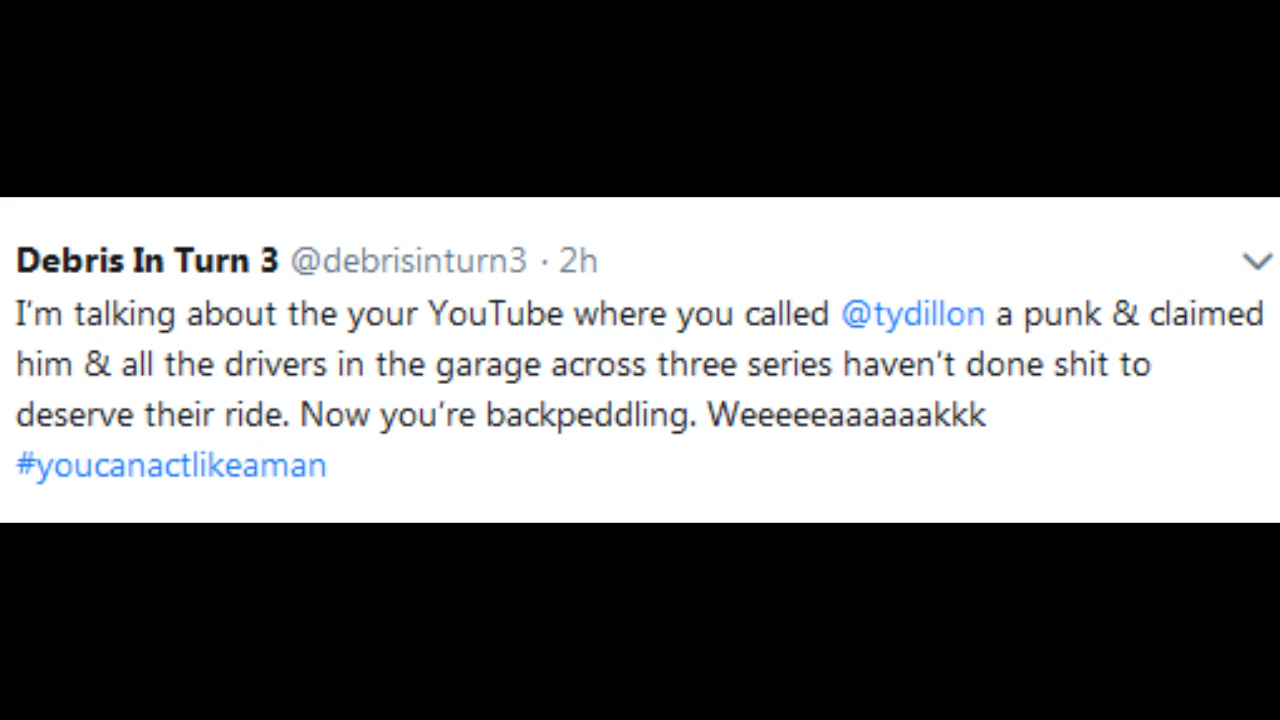 Debris In Turn 3 @debrisinturn3 · 2h
I'm talking about the your YouTube where you called @tydillon a punk & claimed
him & all the drivers in the garage across three series haven't done shit to
deserve their ride. Now you're backpeddling. Weeeeeaaaaaakkk
#youcanactlikeaman